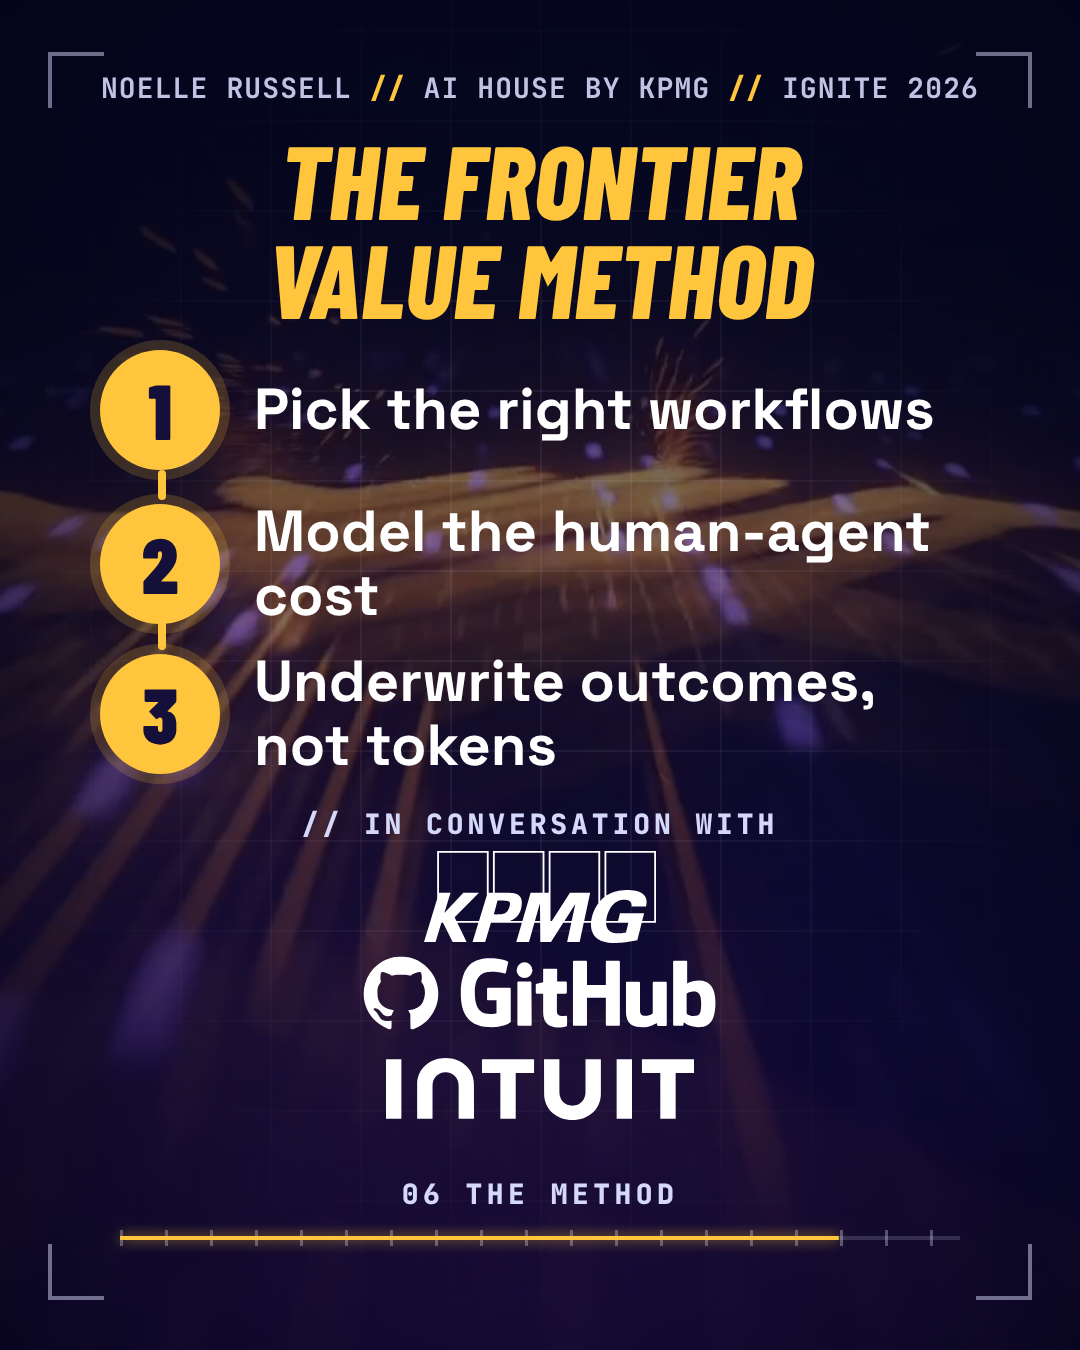 NOELLE RUSSELL // AI HOUSE BY KPMG // IGNITE 2026
THE FRONTIER
VALUE METHOD
1
Pick the right workflows
2
Model the human-agent
cost
3
Underwrite outcomes,
not tokens
// IN CONVERSATION WITH
KPMG
GitHub
INTUIT
06 THE METHOD